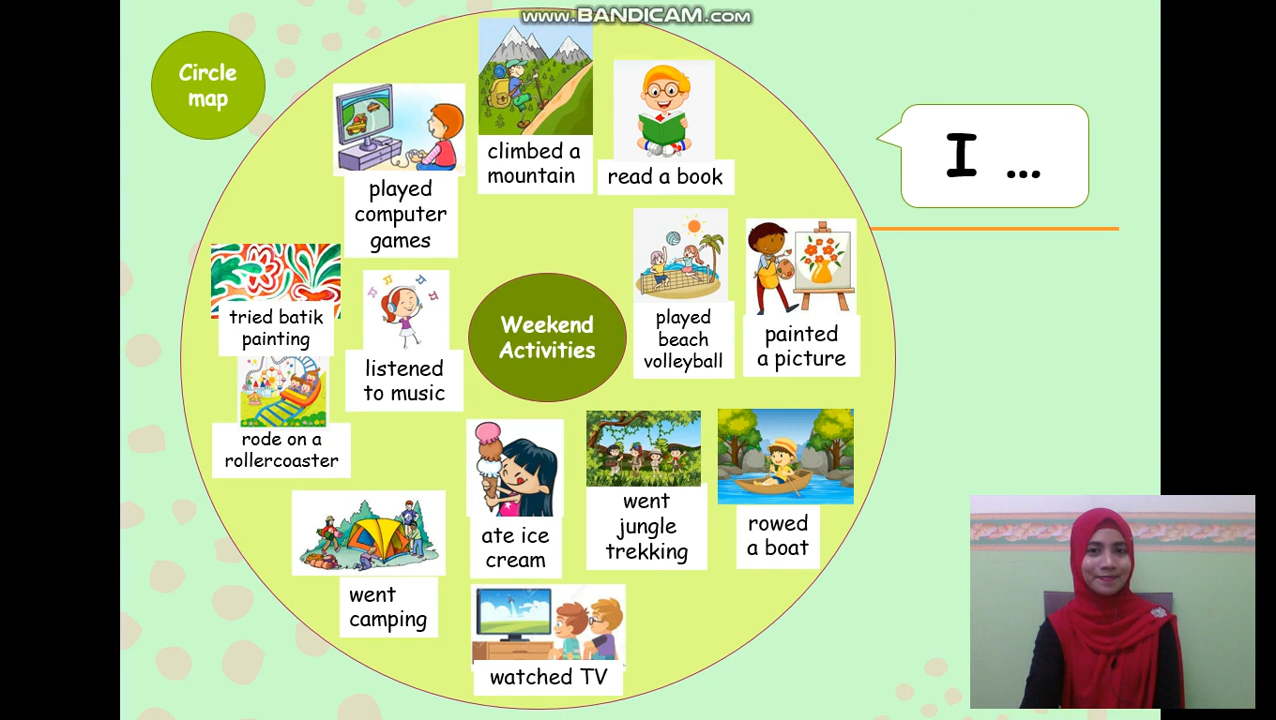 www.BANDICAM.com
Circle
map
climbed a
mountain
read a book
I ...
played
computer
games
tried batik
painting
listened
to music
Weekend
Activities
played
beach
volleyball
painted
a picture
rode on a
rollercoaster
ate ice
cream
went
jungle
trekking
rowed
a boat
went
camping
watched TV